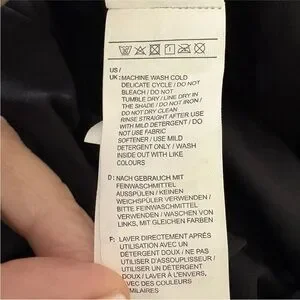 US /
UK: MACHINE WASH COLD
DELICATE CYCLE / DO NOT
BLEACH / DO NOT
TUMBLE DRY / LINE DRY IN
THE SHADE / DO NOT IRON /
DO NOT DRY CLEAN
RINSE STRAIGHT AFTER USE
WITH MILD DETERGENT / DO
NOT USE FABRIC
SOFTENER / USE MILD
DETERGENT ONLY / WASH
INSIDE OUT WITH LIKE
COLOURS
D: NACH GEBRAUCH MIT
FEINWASCHMITTEL
AUSSPÜLEN / KEINEN
WEICHSPÜLER VERWENDEN /
BITTE FEINWASCHMITTEL
VERWENDEN / WASCHEN VON
LINKS, MIT GLEICHEN FARBEN.
F: LAVER DIRECTEMENT APRÈS
UTILISATION AVEC UN
DÉTERGENT DOUX / NE PAS
UTILISER D'ASSOUPLISSEUR /
UTILISER UN DÉTERGENT
DOUX / LAVER À L'ENVERS,
AVEC DES COULEURS
SIMILAIRES